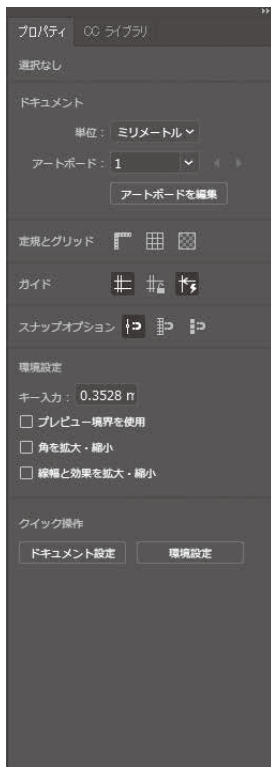 プロパティ CC ライブラリ
選択なし
ドキュメント
単位： ミリメートル
アートボード： 1
アートボードを編集
定規とグリッド
ガイド
スナップオプション
環境設定
キー入力： 0.3528 m
プレビュー境界を使用
角を拡大・縮小
線幅と効果を拡大・縮小
クイック操作
ドキュメント設定 環境設定